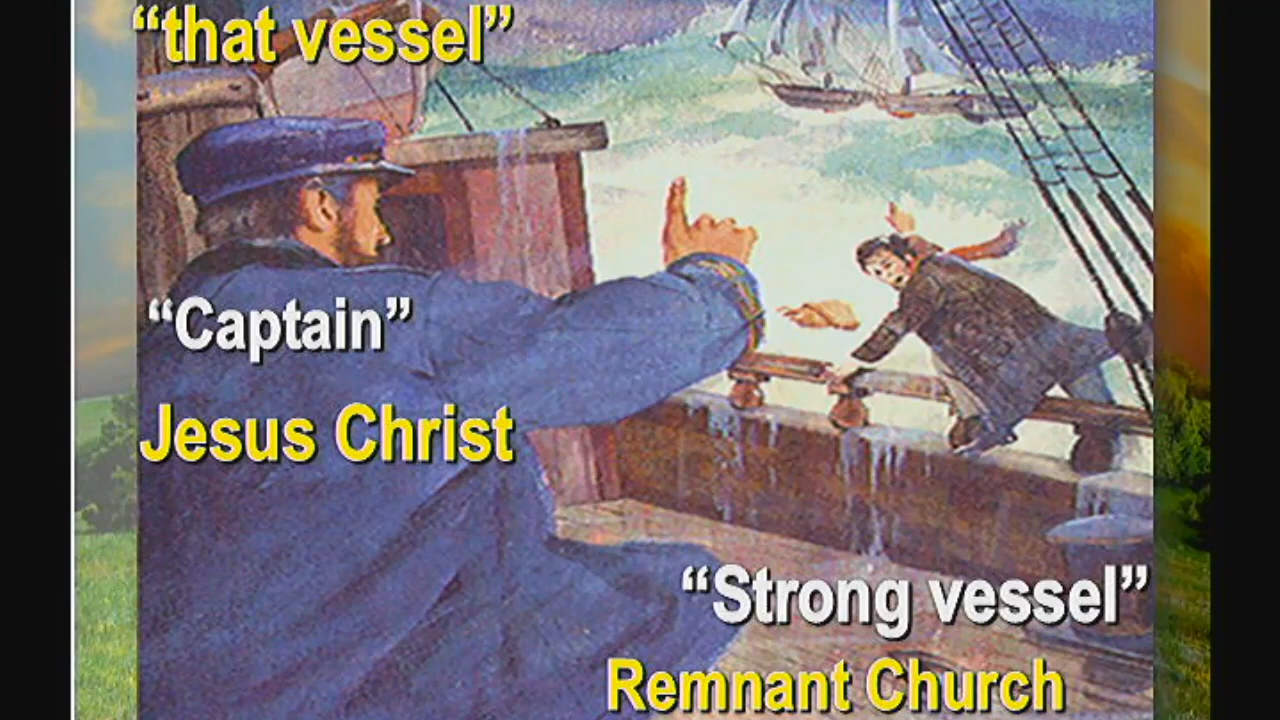 “that vessel”
“Captain”
Jesus Christ
“Strong vessel”
Remnant Church